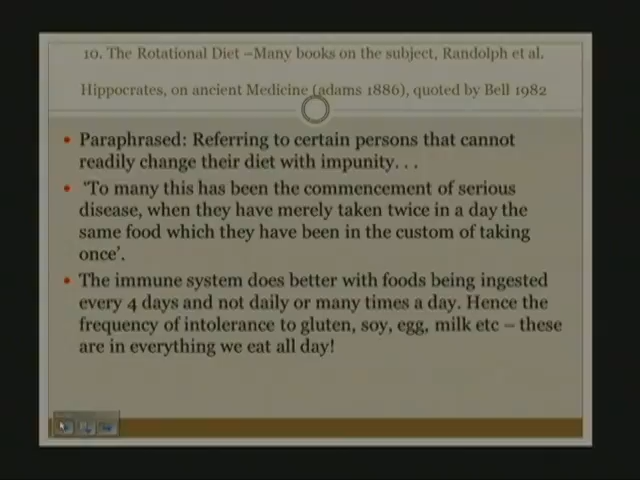 10. The Rotational Diet –Many books on the subject, Randolph et al.
Hippocrates, on ancient Medicine (adams 1886), quoted by Bell 1982
• Paraphrased: Referring to certain persons that cannot
readily change their diet with impunity. . .
• 'To many this has been the commencement of serious
disease, when they have merely taken twice in a day the
same food which they have been in the custom of taking
once'.
• The immune system does better with foods being ingested
every 4 days and not daily or many times a day. Hence the
frequency of intolerance to gluten, soy, egg, milk etc – these
are in everything we eat all day!